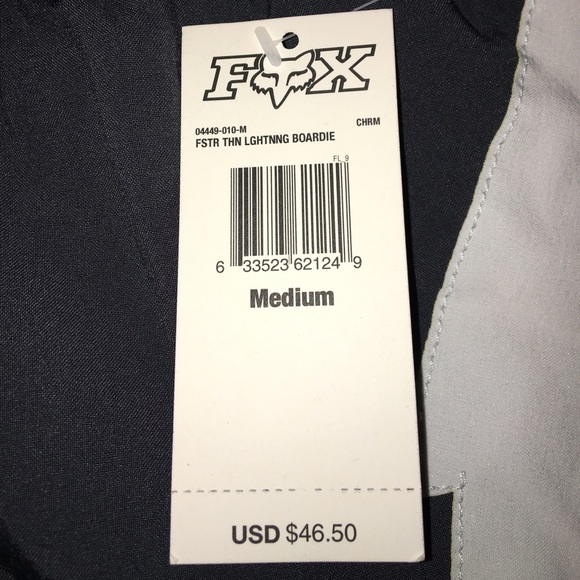 FOX
04449-010-M CHRM
FSTR THN LGHTNNG BOARDIE
FL 9
6 33523 62124 9
Medium
USD $46.50